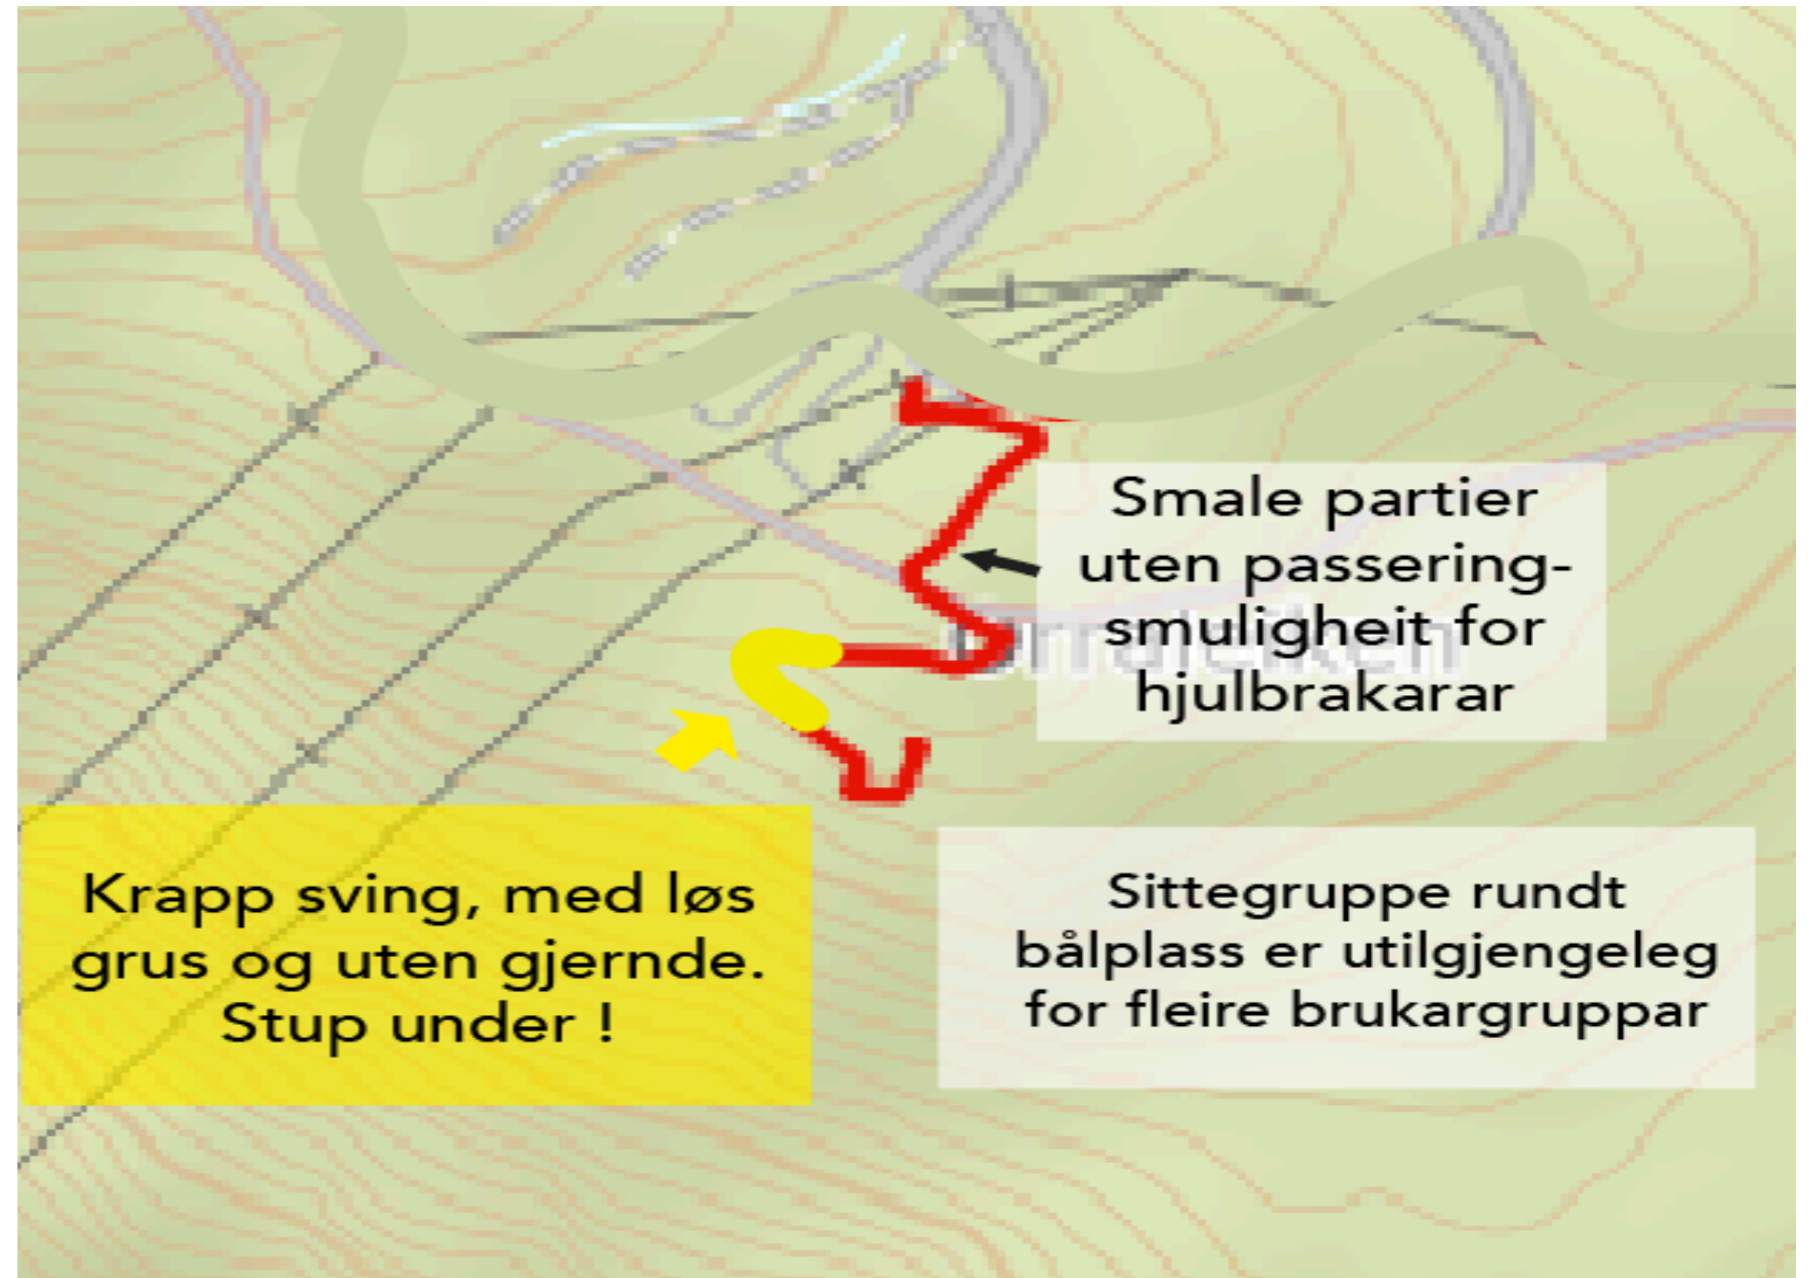 Smale partier
uten passering-
smuligheit for
hjulbrakarar
Krapp sving, med løs
grus og uten gjernde.
Stup under !
Sittegruppe rundt
bålplass er utilgjengeleg
for fleire brukargruppar